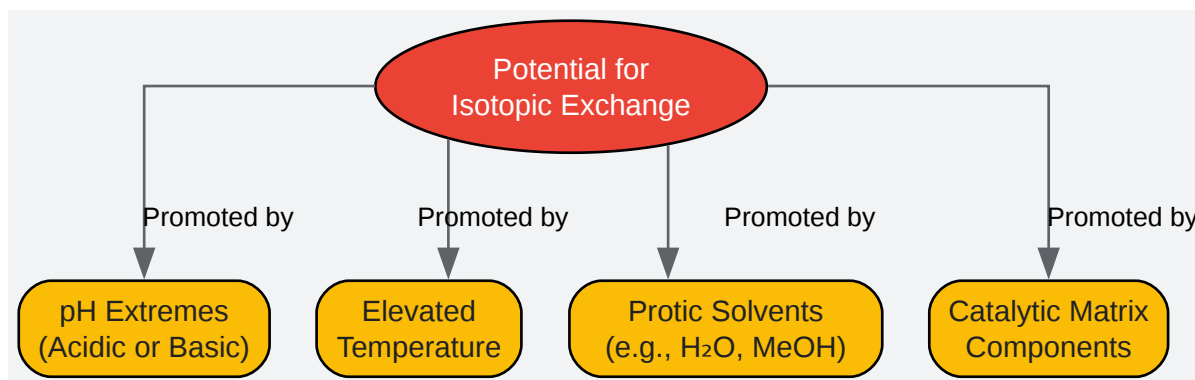 Potential for
Isotopic Exchange
Promoted by
Promoted by
Promoted by
Promoted by
pH Extremes
(Acidic or Basic)
Elevated
Temperature
Protic Solvents
(e.g., H₂O, MeOH)
Catalytic Matrix
Components